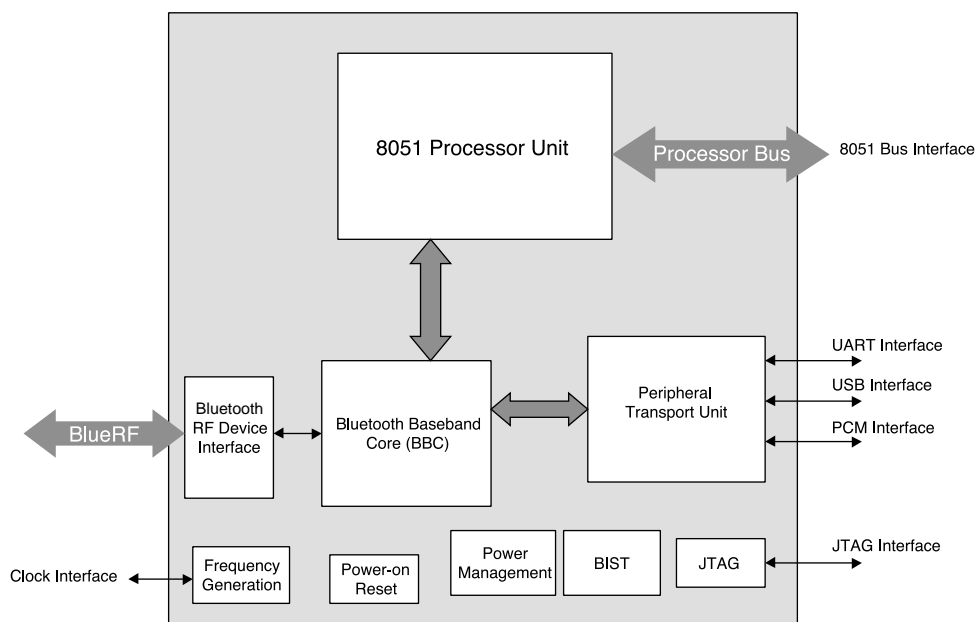 8051 Processor Unit
Processor Bus
8051 Bus Interface
Bluetooth
RF Device
Interface
BlueRF
Bluetooth Baseband
Core (BBC)
Peripheral
Transport Unit
UART Interface
USB Interface
PCM Interface
Clock Interface
Frequency
Generation
Power-on
Reset
Power
Management
BIST
JTAG
JTAG Interface